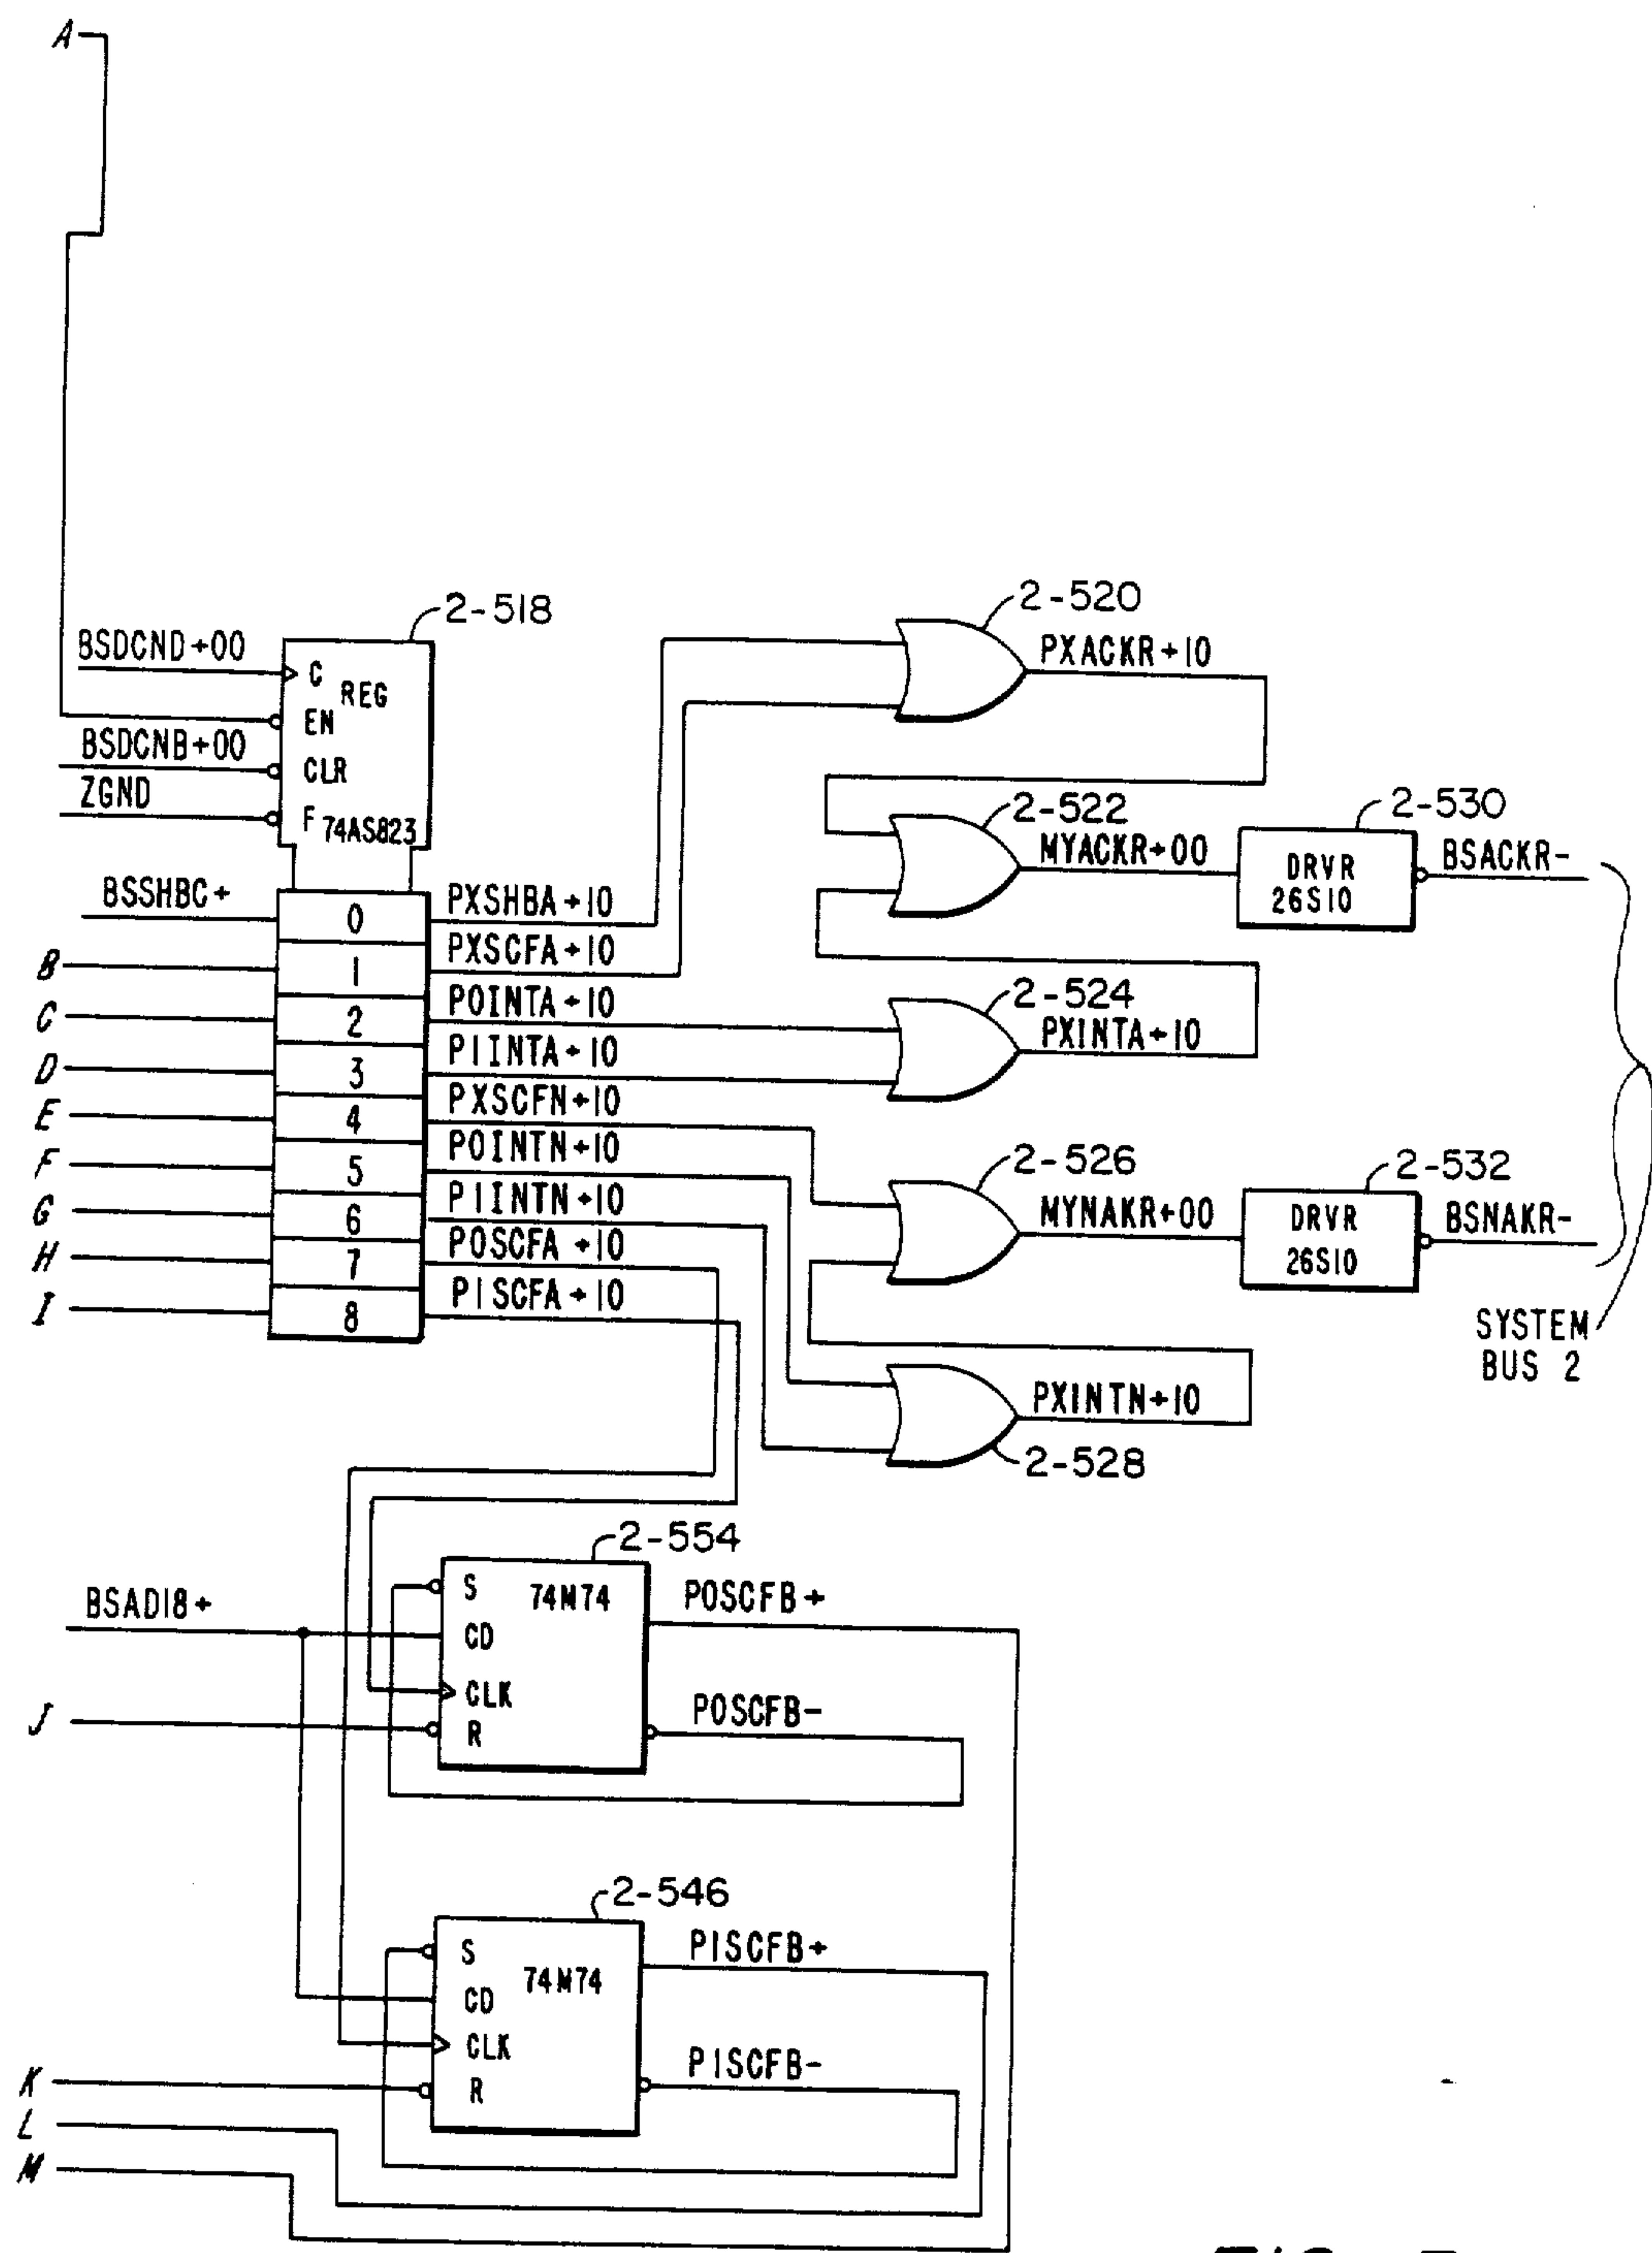 A
2-518
BSDCND+00
C
REG
EN
BSDCNB+00
CLR
ZGND
F 74AS823
BSSHBC+
0
PXSHBA+10
B
1
PXSCFA+10
C
2
POINTA+10
D
3
PIINTA+10
E
4
PXSCFN+10
F
5
POINTN+10
G
6
PIINTN+10
H
7
POSCFA+10
I
8
PISCFA+10
2-520
PXACKR+10
2-522
MYACKR+00
2-530
DRVR
26S10
BSACKR-
2-524
PXINTA+10
2-526
MYNAKR+00
2-532
DRVR
26S10
BSNAKR-
SYSTEM
BUS 2
PXINTN+10
2-528
2-554
S
74M74
POSCFB+
BSAD18+
CD
CLK
POSCFB-
J
R
2-546
S
74M74
PISCFB+
CD
CLK
PISCFB-
K
R
L
M